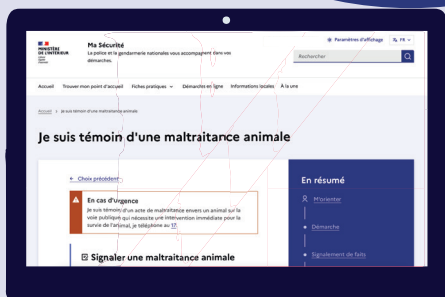 MINISTÈRE
DE L'INTÉRIEUR
Ma Sécurité
La police et la gendarmerie nationales vous accompagnent dans vos
démarches.
Paramètres d'affichage
FR
Rechercher
Accueil
Trouver mon point d'accueil
Fiches pratiques
Démarches en ligne
Informations locales
À la une
Accueil > Je suis témoin d'une maltraitance animale
Je suis témoin d'une maltraitance animale
Choix précédent
En cas d'urgence
Je suis témoin d'un acte de maltraitance envers un animal sur la
voie publique qui nécessite une intervention immédiate pour la
survie de l'animal, je téléphone au 17.
Signaler une maltraitance animale
En résumé
M'orienter
Démarche
Signalement de faits